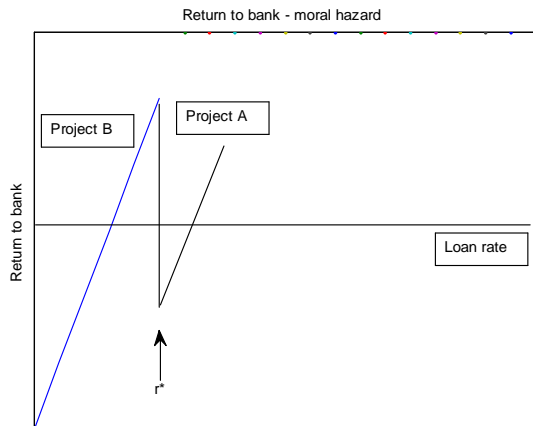 Return to bank - moral hazard
Project B
Project A
Return to bank
Loan rate
r*